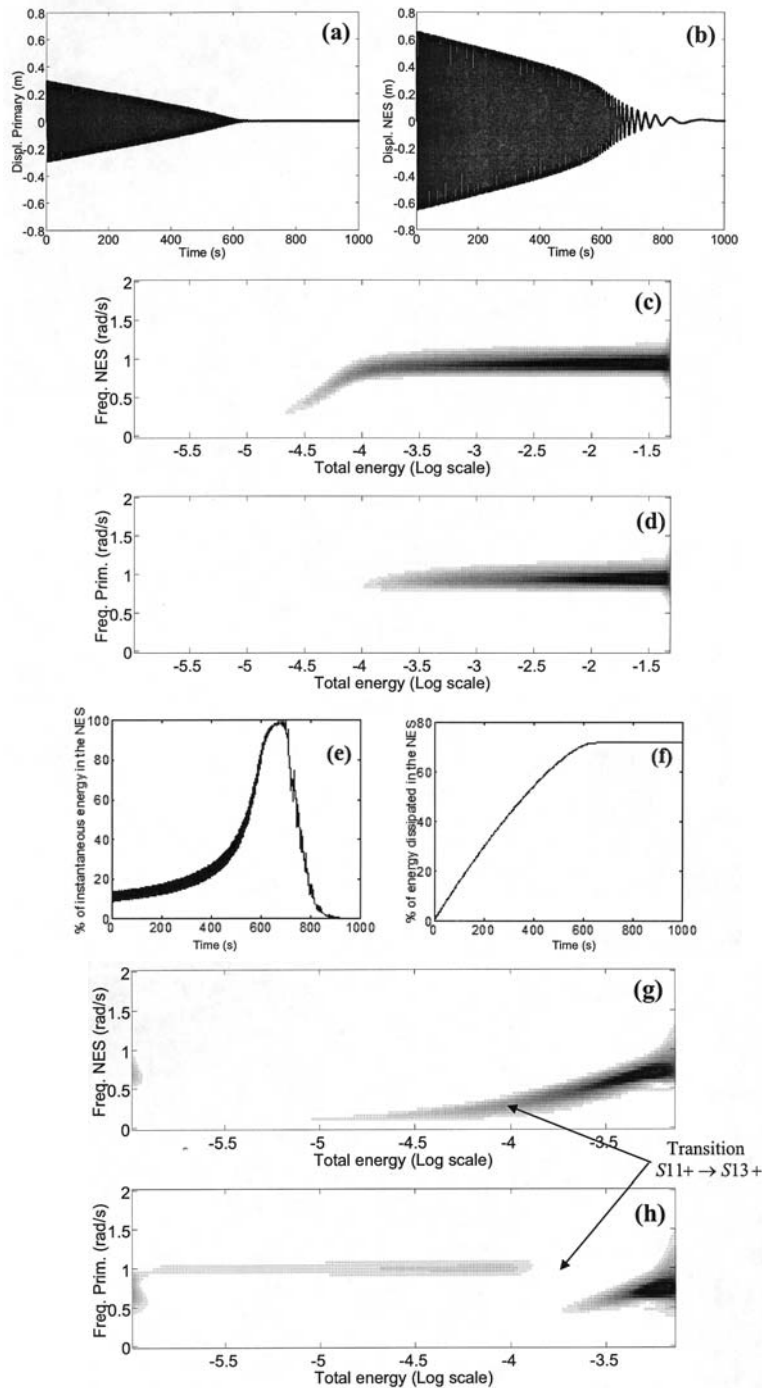 (a)
Displ. Primary (m)
0.8
0.6
0.4
0.2
0
-0.2
-0.4
-0.6
-0.8
0 200 400 600 800 1000
Time (s)
(b)
Displ. NES (m)
0.8
0.6
0.4
0.2
0
-0.2
-0.4
-0.6
-0.8
0 200 400 600 800 1000
Time (s)
(c)
Freq. NES (rad/s)
2
1.5
1
0.5
0
-5.5 -5 -4.5 -4 -3.5 -3 -2.5 -2 -1.5
Total energy (Log scale)
(d)
Freq. Prim. (rad/s)
2
1.5
1
0.5
0
-5.5 -5 -4.5 -4 -3.5 -3 -2.5 -2 -1.5
Total energy (Log scale)
(e)
% of instantaneous energy in the NES
100
80
60
40
20
0
0 200 400 600 800 1000
Time (s)
(f)
% of energy dissipated in the NES
80
60
40
20
0
0 200 400 600 800 1000
Time (s)
(g)
Freq. NES (rad/s)
2
1.5
1
0.5
0
-5.5 -5 -4.5 -4 -3.5
Total energy (Log scale)
Transition
S11+ → S13+
(h)
Freq. Prim. (rad/s)
2
1.5
1
0.5
0
-5.5 -5 -4.5 -4 -3.5
Total energy (Log scale)